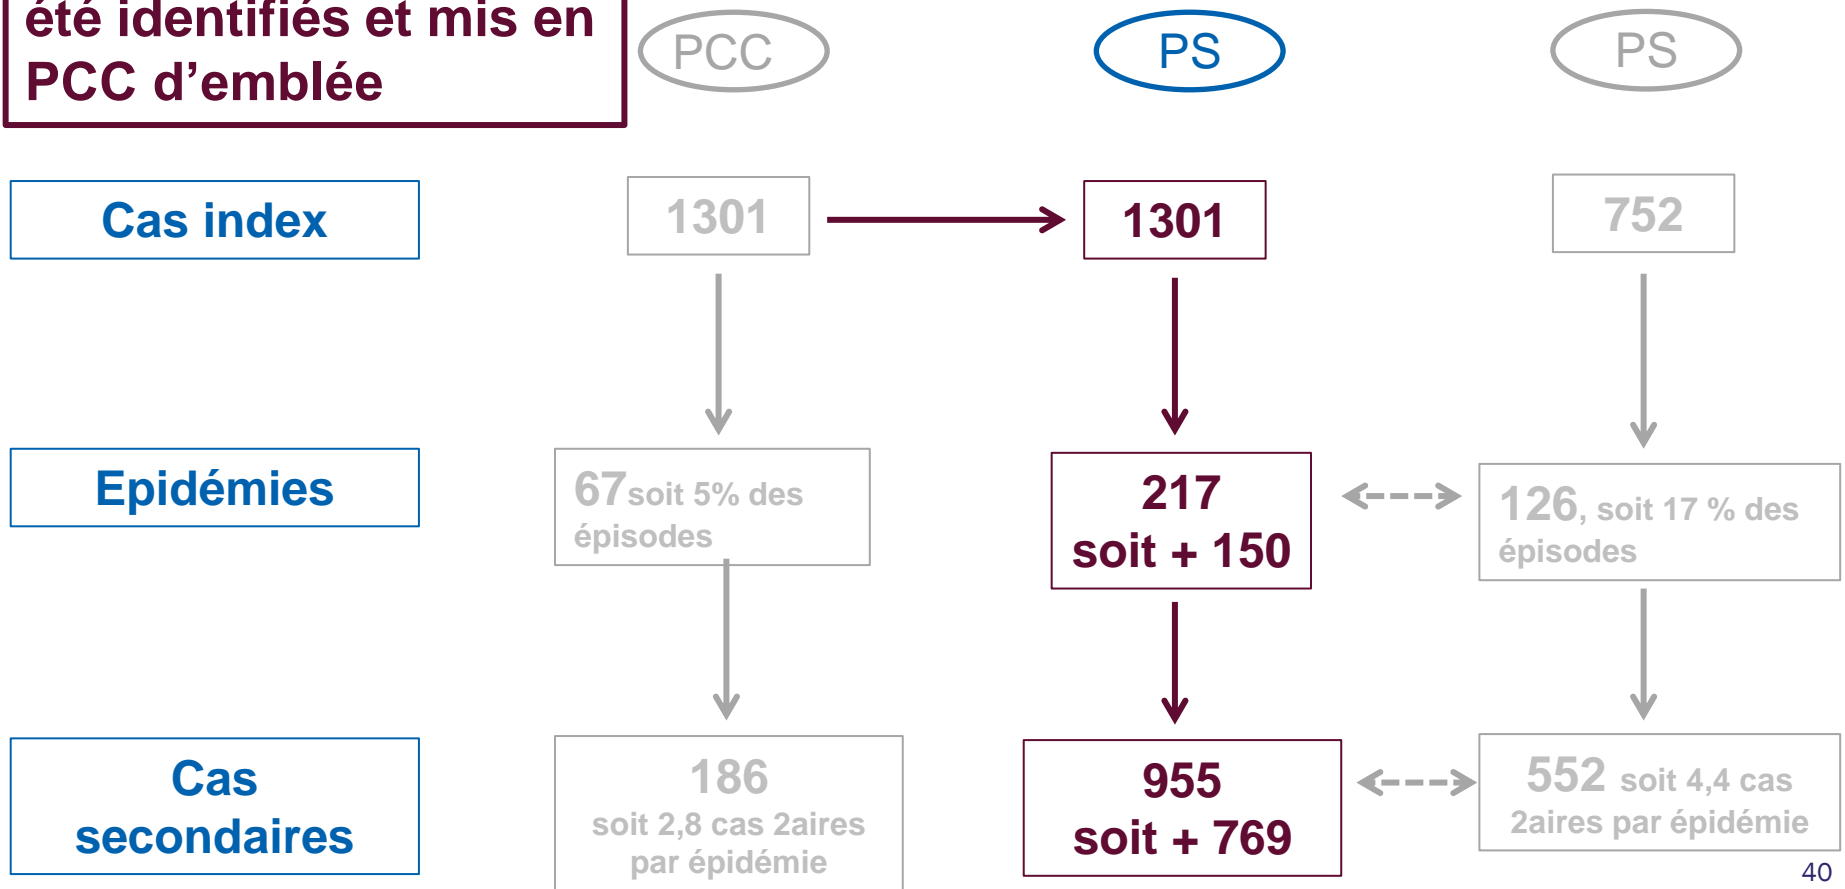 été identifiés et mis en
PCC d’emblée
PCC
PS
PS
Cas index
1301
1301
752
Epidémies
67 soit 5% des
épisodes
217
soit + 150
126, soit 17 % des
épisodes
Cas
secondaires
186
soit 2,8 cas 2aires
par épidémie
955
soit + 769
552 soit 4,4 cas
2aires par épidémie
40